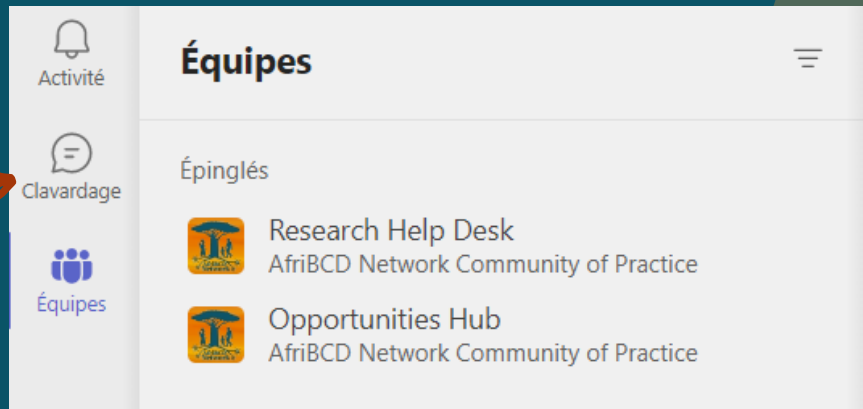 Activité
Clavardage
Équipes
Équipes
Épinglés
Research Help Desk
AfriBCD Network Community of Practice
Opportunities Hub
AfriBCD Network Community of Practice